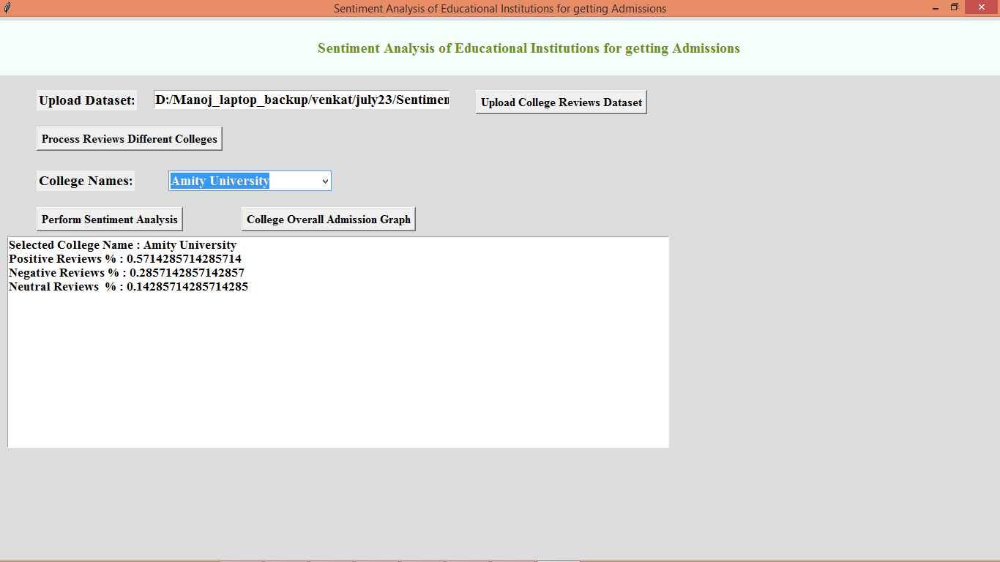 Sentiment Analysis of Educational Institutions for getting Admissions
Sentiment Analysis of Educational Institutions for getting Admissions
Upload Dataset: D:/Manoj_laptop_backup/venkat/july23/Sentimen Upload College Reviews Dataset
Process Reviews Different Colleges
College Names: Amity University
Perform Sentiment Analysis College Overall Admission Graph
Selected College Name : Amity University
Positive Reviews % : 0.5714285714285714
Negative Reviews % : 0.2857142857142857
Neutral Reviews  % : 0.14285714285714285